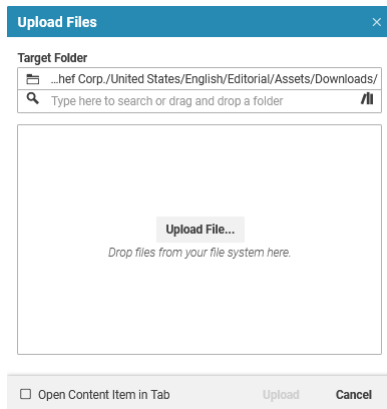 Upload Files
Target Folder
...hef Corp./United States/English/Editorial/Assets/Downloads/
Type here to search or drag and drop a folder
Upload File...
Drop files from your file system here.
Open Content Item in Tab
Upload
Cancel